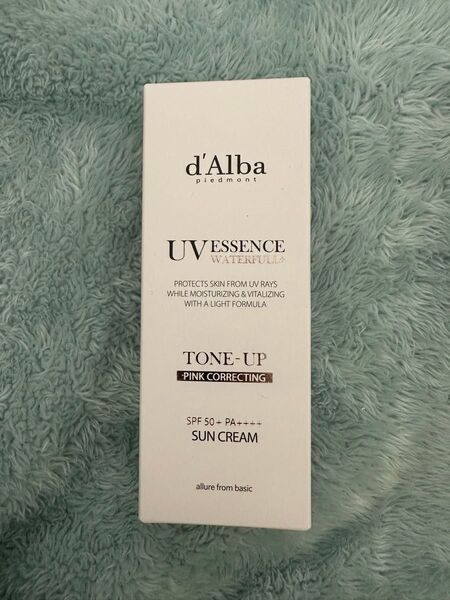 d'Alba
piedmont
UV ESSENCE
WATERFULL+
PROTECTS SKIN FROM UV RAYS
WHILE MOISTURIZING & VITALIZING
WITH A LIGHT FORMULA
TONE-UP
PINK CORRECTING
SPF 50+ PA++++
SUN CREAM
allure from basic